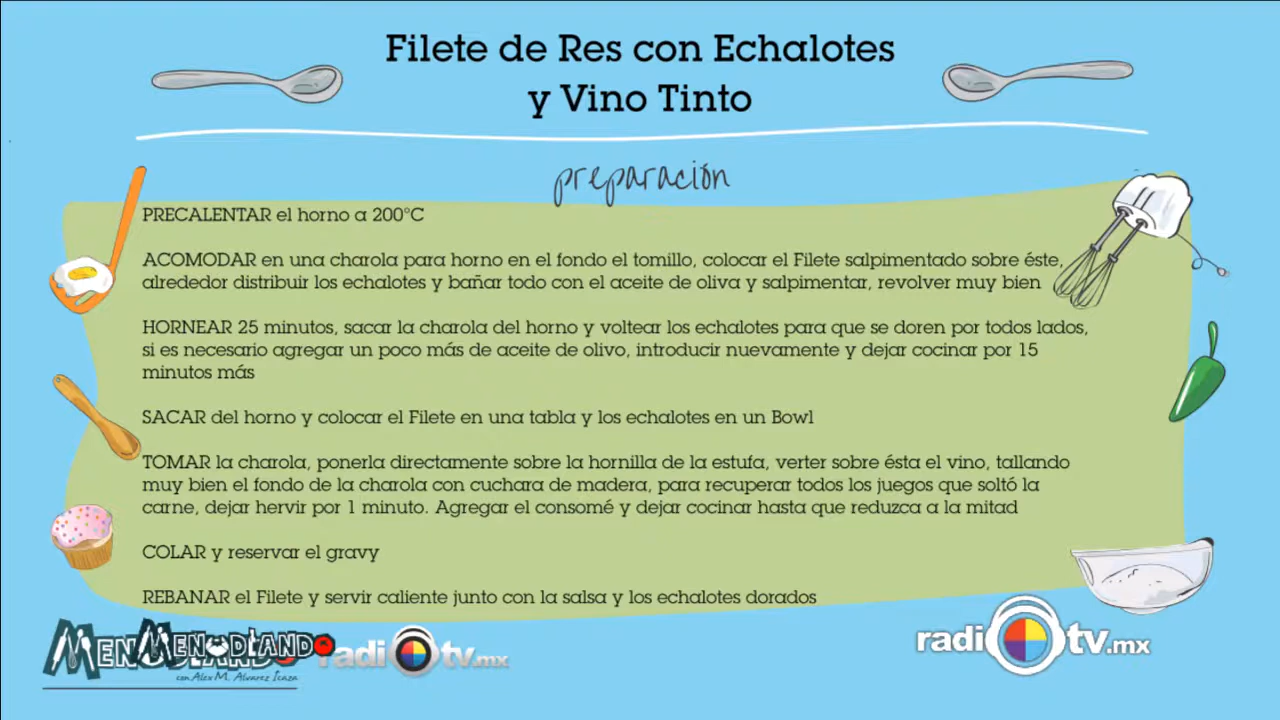 Filete de Res con Echalotes
y Vino Tinto
preparación
PRECALENTAR el horno a 200°C
ACOMODAR en una charola para horno en el fondo el tomillo, colocar el Filete salpimentado sobre éste,
alrededor distribuir los echalotes y bañar todo con el aceite de oliva y salpimentar, revolver muy bien
HORNEAR 25 minutos, sacar la charola del horno y voltear los echalotes para que se doren por todos lados,
si es necesario agregar un poco más de aceite de olivo, introducir nuevamente y dejar cocinar por 15
minutos más
SACAR del horno y colocar el Filete en una tabla y los echalotes en un Bowl
TOMAR la charola, ponerla directamente sobre la hornilla de la estufa, verter sobre ésta el vino, tallando
muy bien el fondo de la charola con cuchara de madera, para recuperar todos los juegos que soltó la
carne, dejar hervir por 1 minuto. Agregar el consomé y dejar cocinar hasta que reduzca a la mitad
COLAR y reservar el gravy
REBANAR el Filete y servir caliente junto con la salsa y los echalotes dorados
MENUDEANDO
con Alex M. Alvarez Icaza
radiotv.mx
radiotv.mx